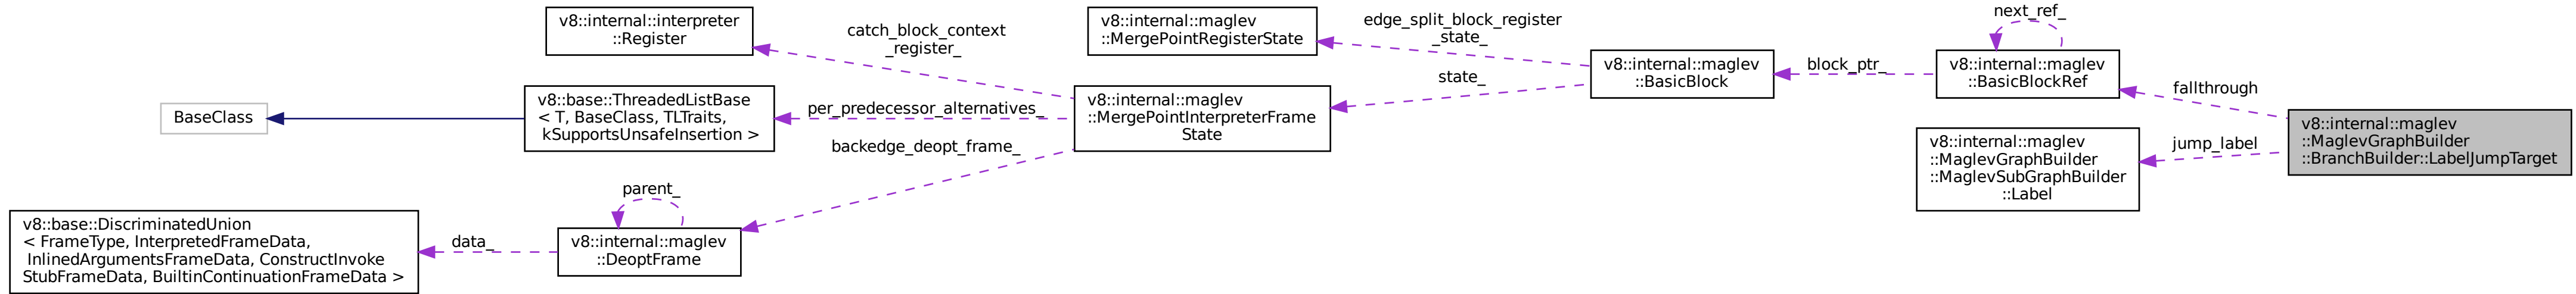 v8::internal::interpreter
::Register
catch_block_context
_register_
v8::internal::maglev
::MergePointRegisterState
edge_split_block_register
_state_
next_ref_
BaseClass
v8::base::ThreadedListBase
< T, BaseClass, TLTraits,
kSupportsUnsafeInsertion >
per_predecessor_alternatives_
v8::internal::maglev
::MergePointInterpreterFrame
State
state_
v8::internal::maglev
::BasicBlock
block_ptr_
v8::internal::maglev
::BasicBlockRef
fallthrough
v8::internal::maglev
::MaglevGraphBuilder
::BranchBuilder::LabelJumpTarget
backedge_deopt_frame_
v8::internal::maglev
::MaglevGraphBuilder
::MaglevSubGraphBuilder
::Label
jump_label
parent_
v8::base::DiscriminatedUnion
< FrameType, InterpretedFrameData,
InlinedArgumentsFrameData, ConstructInvoke
StubFrameData, BuiltinContinuationFrameData >
data_
v8::internal::maglev
::DeoptFrame